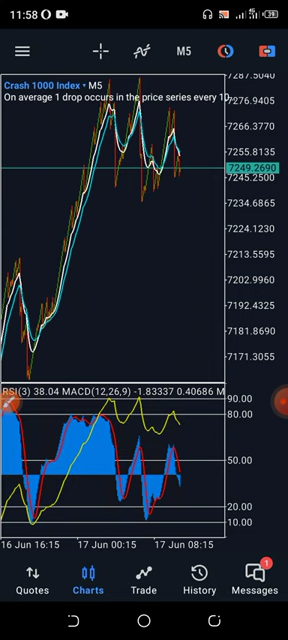 11:58
39
M5
Crash 1000 Index • M5
On average 1 drop occurs in the price series every 10
7287.5040
7276.9405
7266.3770
7255.8135
7249.2690
7245.2500
7234.6865
7224.1230
7213.5595
7202.9960
7192.4325
7181.8690
7171.3055
RSI(3) 38.04 MACD(12,26,9) -1.83337 0.40686 M
90.00
80.00
50.00
20.00
10.00
16 Jun 16:15
17 Jun 00:15
17 Jun 08:15
1
Quotes
Charts
Trade
History
Messages